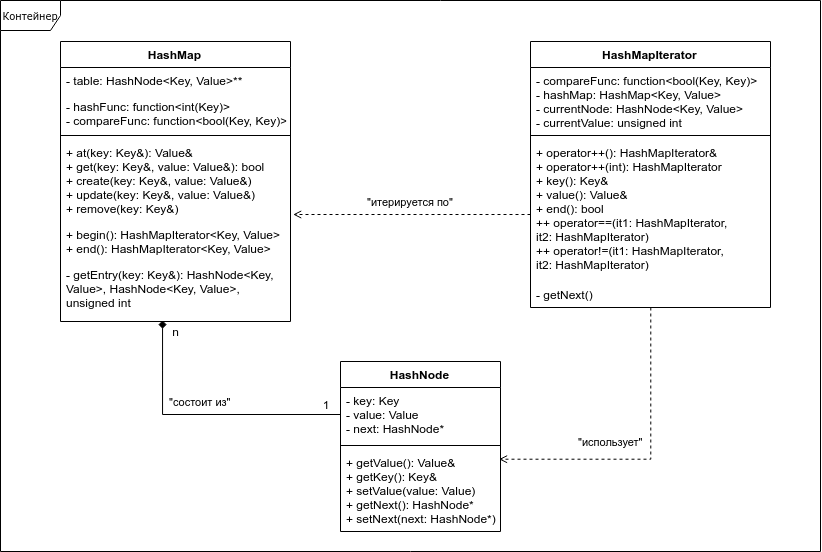 Контейнер
HashMap
- table: HashNode<Key, Value>**
- hashFunc: function<int(Key)>
- compareFunc: function<bool(Key, Key)>
+ at(key: Key&): Value&
+ get(key: Key&, value: Value&): bool
+ create(key: Key&, value: Value&)
+ update(key: Key&, value: Value&)
+ remove(key: Key&)
+ begin(): HashMapIterator<Key, Value>
+ end(): HashMapIterator<Key, Value>
- getEntry(key: Key&): HashNode<Key,
Value>, HashNode<Key, Value>,
unsigned int
HashMapIterator
- compareFunc: function<bool(Key, Key)>
- hashMap: HashMap<Key, Value>
- currentNode: HashNode<Key, Value>
- currentValue: unsigned int
+ operator++(): HashMapIterator&
+ operator++(int): HashMapIterator
+ key(): Key&
+ value(): Value&
+ end(): bool
++ operator==(it1: HashMapIterator,
it2: HashMapIterator)
++ operator!=(it1: HashMapIterator,
it2: HashMapIterator)
- getNext()
"итерируется по"
n
"состоит из"
1
HashNode
- key: Key
- value: Value
- next: HashNode*
+ getValue(): Value&
+ getKey(): Key&
+ setValue(value: Value)
+ getNext(): HashNode*
+ setNext(next: HashNode*)
"использует"